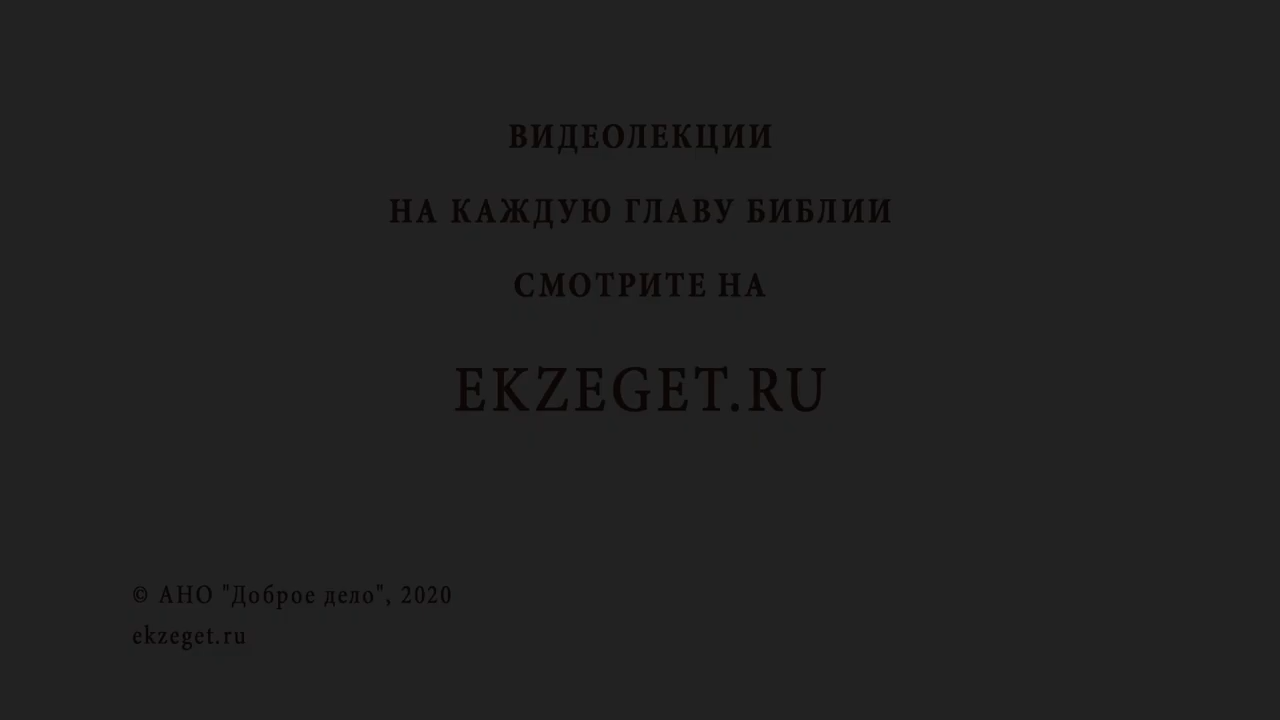 ВИДЕОЛЕКЦИИ
НА КАЖДУЮ ГЛАВУ БИБЛИИ
СМОТРИТЕ НА
EKZEGET.RU
© АНО "Доброе дело", 2020
ekzeget.ru